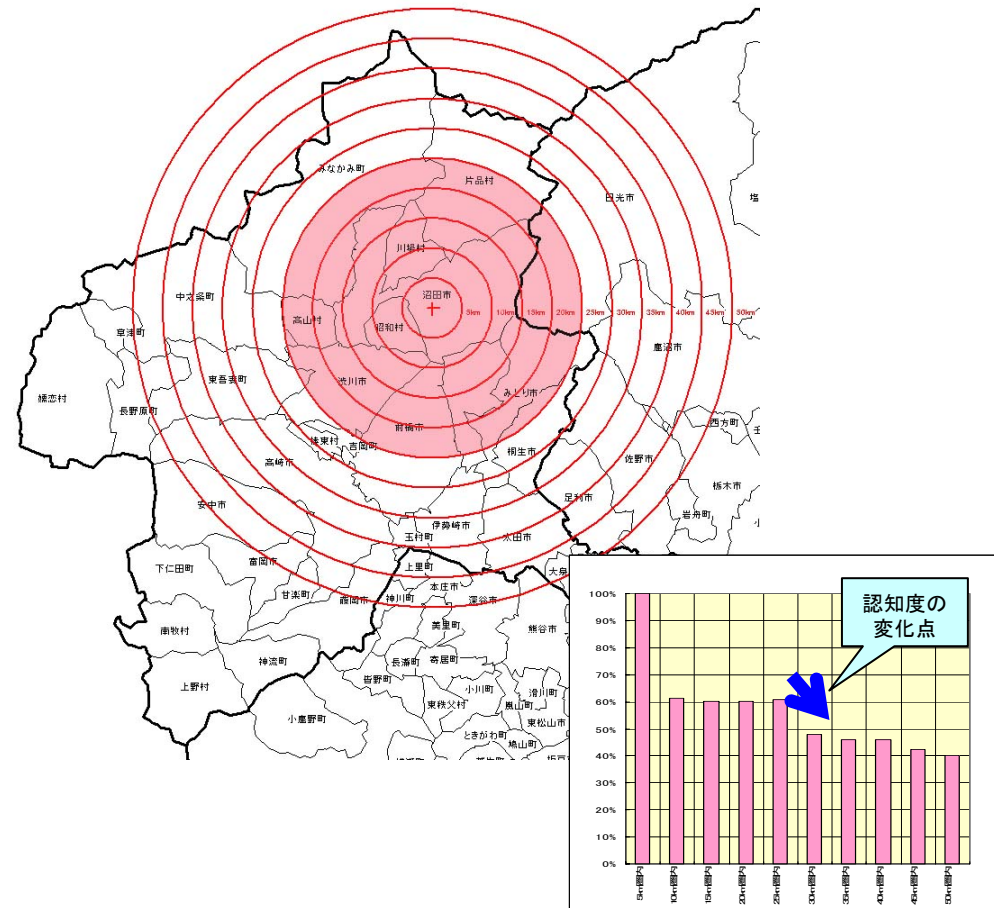 みなかみ町
片品村
日光市
塩
川場村
沼田市
中之条町
高山村
昭和村
5km
10km
15km
20km
25km
30km
35km
40km
45km
50km
草津町
鹿沼市
東吾妻町
渋川市
みどり市
嬬恋村
長野原町
前橋市
西方町
壬
榛東村
吉岡町
桐生市
高崎市
佐野市
栃木市
安中市
足利市
岩舟町
伊勢崎市
玉村町
太田市
富岡市
上里町
下仁田町
大泉
甘楽町
藤岡市
神川町
本庄市
深谷市
南牧村
美里町
熊谷市
神流町
長瀞町
寄居町
皆野町
上野村
小川町
滑川町
東秩父村
嵐山町
小鹿野町
東松山市
ときがわ町
鳩山町
認知度の
変化点
100%
90%
80%
70%
60%
50%
40%
30%
20%
10%
0%
5km圏内
10km圏内
15km圏内
20km圏内
25km圏内
30km圏内
35km圏内
40km圏内
45km圏内
50km圏内